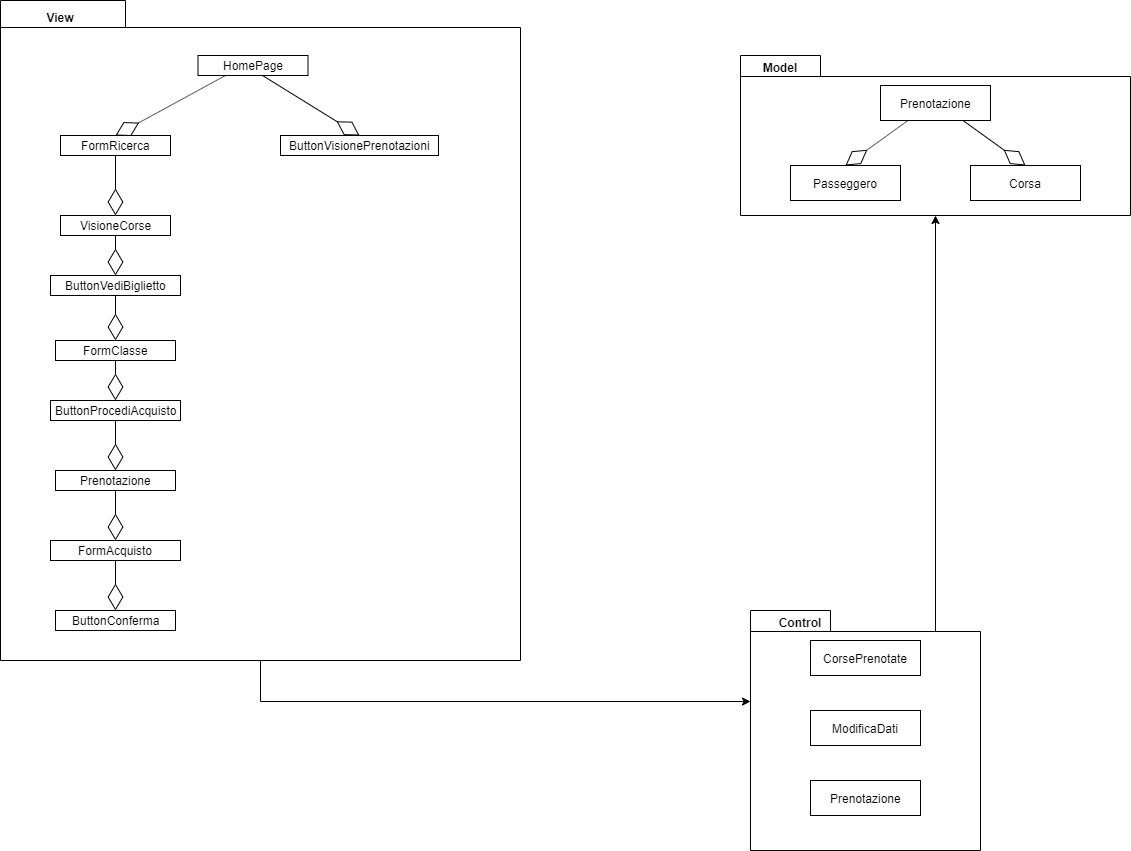 View
HomePage
FormRicerca
ButtonVisionePrenotazioni
VisioneCorse
ButtonVediBiglietto
FormClasse
ButtonProcediAcquisto
Prenotazione
FormAcquisto
ButtonConferma
Model
Prenotazione
Passeggero
Corsa
Control
CorsePrenotate
ModificaDati
Prenotazione